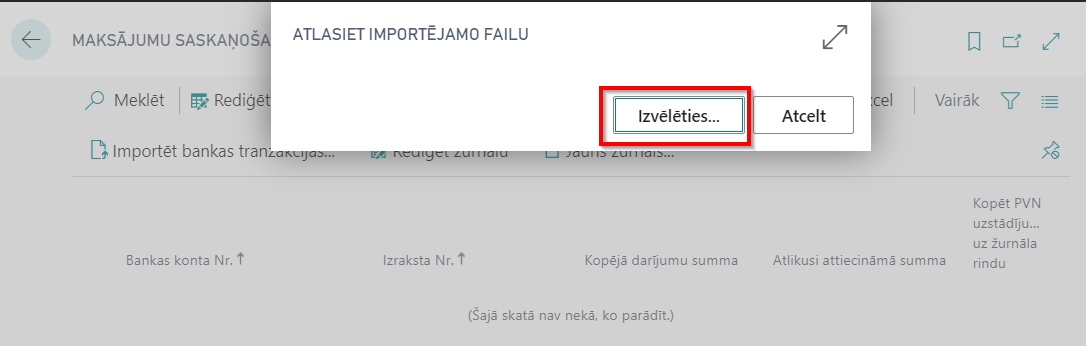 MAKSĀJUMU SASKAŅOŠA
ATLASIET IMPORTĒJAMO FAILU
Izvēlēties...
Atcelt
Meklēt
Rediģēt
Vairāk
Importēt bankas tranzakcijas...
Rediģēt žurnālu
Jauns žurnāls...
Bankas konta Nr.↑
Izraksta Nr.↑
Kopējā darījumu summa
Atlikusi attiecināmā summa
Kopēt PVN
uzstādīju...
uz žurnāla
rindu
(Šajā skatā nav nekā, ko parādīt.)